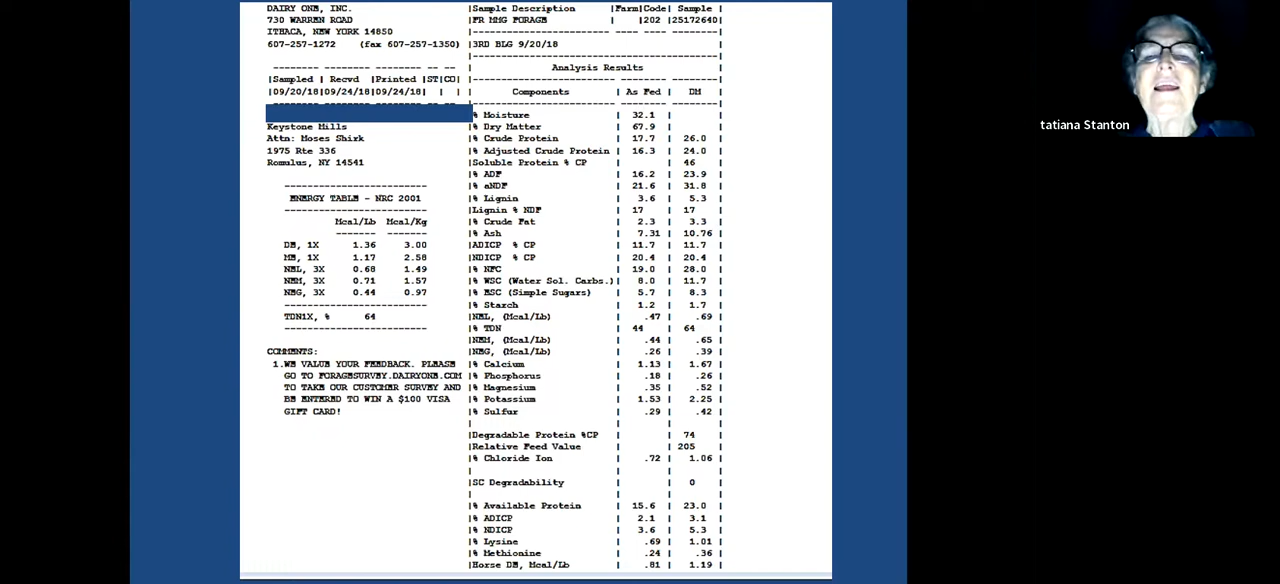 DAIRY ONE, INC.
730 WARREN ROAD
ITHACA, NEW YORK 14850
607-257-1272 (fax 607-257-1350)
|Sampled | Recvd |Printed |ST|CO|
|09/20/18|09/24/18|09/24/18| | |
Keystone Mills
Attn: Moses Shirk
1975 Rte 336
Romulus, NY 14541
ENERGY TABLE - NRC 2001
Mcal/Lb Mcal/Kg
DE, 1X 1.36 3.00
ME, 1X 1.17 2.58
NEL, 3X 0.68 1.49
NEM, 3X 0.71 1.57
NEG, 3X 0.44 0.97
TDN1X, % 64
COMMENTS:
1.WE VALUE YOUR FEEDBACK. PLEASE
GO TO FORAGESURVEY.DAIRYONE.COM
TO TAKE OUR CUSTOMER SURVEY AND
BE ENTERED TO WIN A $100 VISA
GIFT CARD!
|Sample Description |Farm|Code| Sample |
|FR MMG FORAGE | |202 |25172640|
|3RD BLG 9/20/18 |
Analysis Results
Components | As Fed | DM |
|% Moisture | 32.1 | |
|% Dry Matter | 67.9 | |
|% Crude Protein | 17.7 | 26.0 |
|% Adjusted Crude Protein | 16.3 | 24.0 |
|Soluble Protein % CP | | 46 |
|% ADF | 16.2 | 23.9 |
|% aNDF | 21.6 | 31.8 |
|% Lignin | 3.6 | 5.3 |
|Lignin % NDF | 17 | 17 |
|% Crude Fat | 2.3 | 3.3 |
|% Ash | 7.31 | 10.76 |
|ADICP % CP | 11.7 | 11.7 |
|NDICP % CP | 20.4 | 20.4 |
|% NFC | 19.0 | 28.0 |
|% WSC (Water Sol. Carbs.)| 8.0 | 11.7 |
|% ESC (Simple Sugars) | 5.7 | 8.3 |
|% Starch | 1.2 | 1.7 |
|NEL, (Mcal/Lb) | .47 | .69 |
|% TDN | 44 | 64 |
|NEM, (Mcal/Lb) | .44 | .65 |
|NEG, (Mcal/Lb) | .26 | .39 |
|% Calcium | 1.13 | 1.67 |
|% Phosphorus | .18 | .26 |
|% Magnesium | .35 | .52 |
|% Potassium | 1.53 | 2.25 |
|% Sulfur | .29 | .42 |
|Degradable Protein %CP | | 74 |
|Relative Feed Value | | 205 |
|% Chloride Ion | .72 | 1.06 |
|SC Degradability | | 0 |
|% Available Protein | 15.6 | 23.0 |
|% ADICP | 2.1 | 3.1 |
|% NDICP | 3.6 | 5.3 |
|% Lysine | .69 | 1.01 |
|% Methionine | .24 | .36 |
|Horse DE, Mcal/Lb | .81 | 1.19 |
tatiana Stanton